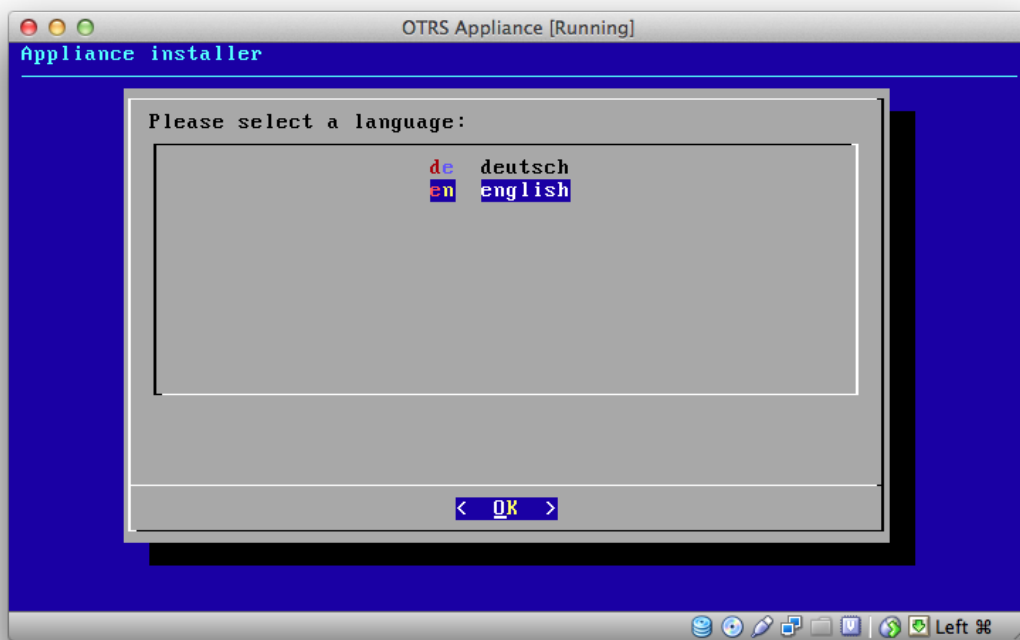 OTRS Appliance [Running]
Appliance installer
Please select a language:
de deutsch
en english
< OK >
Left ⌘